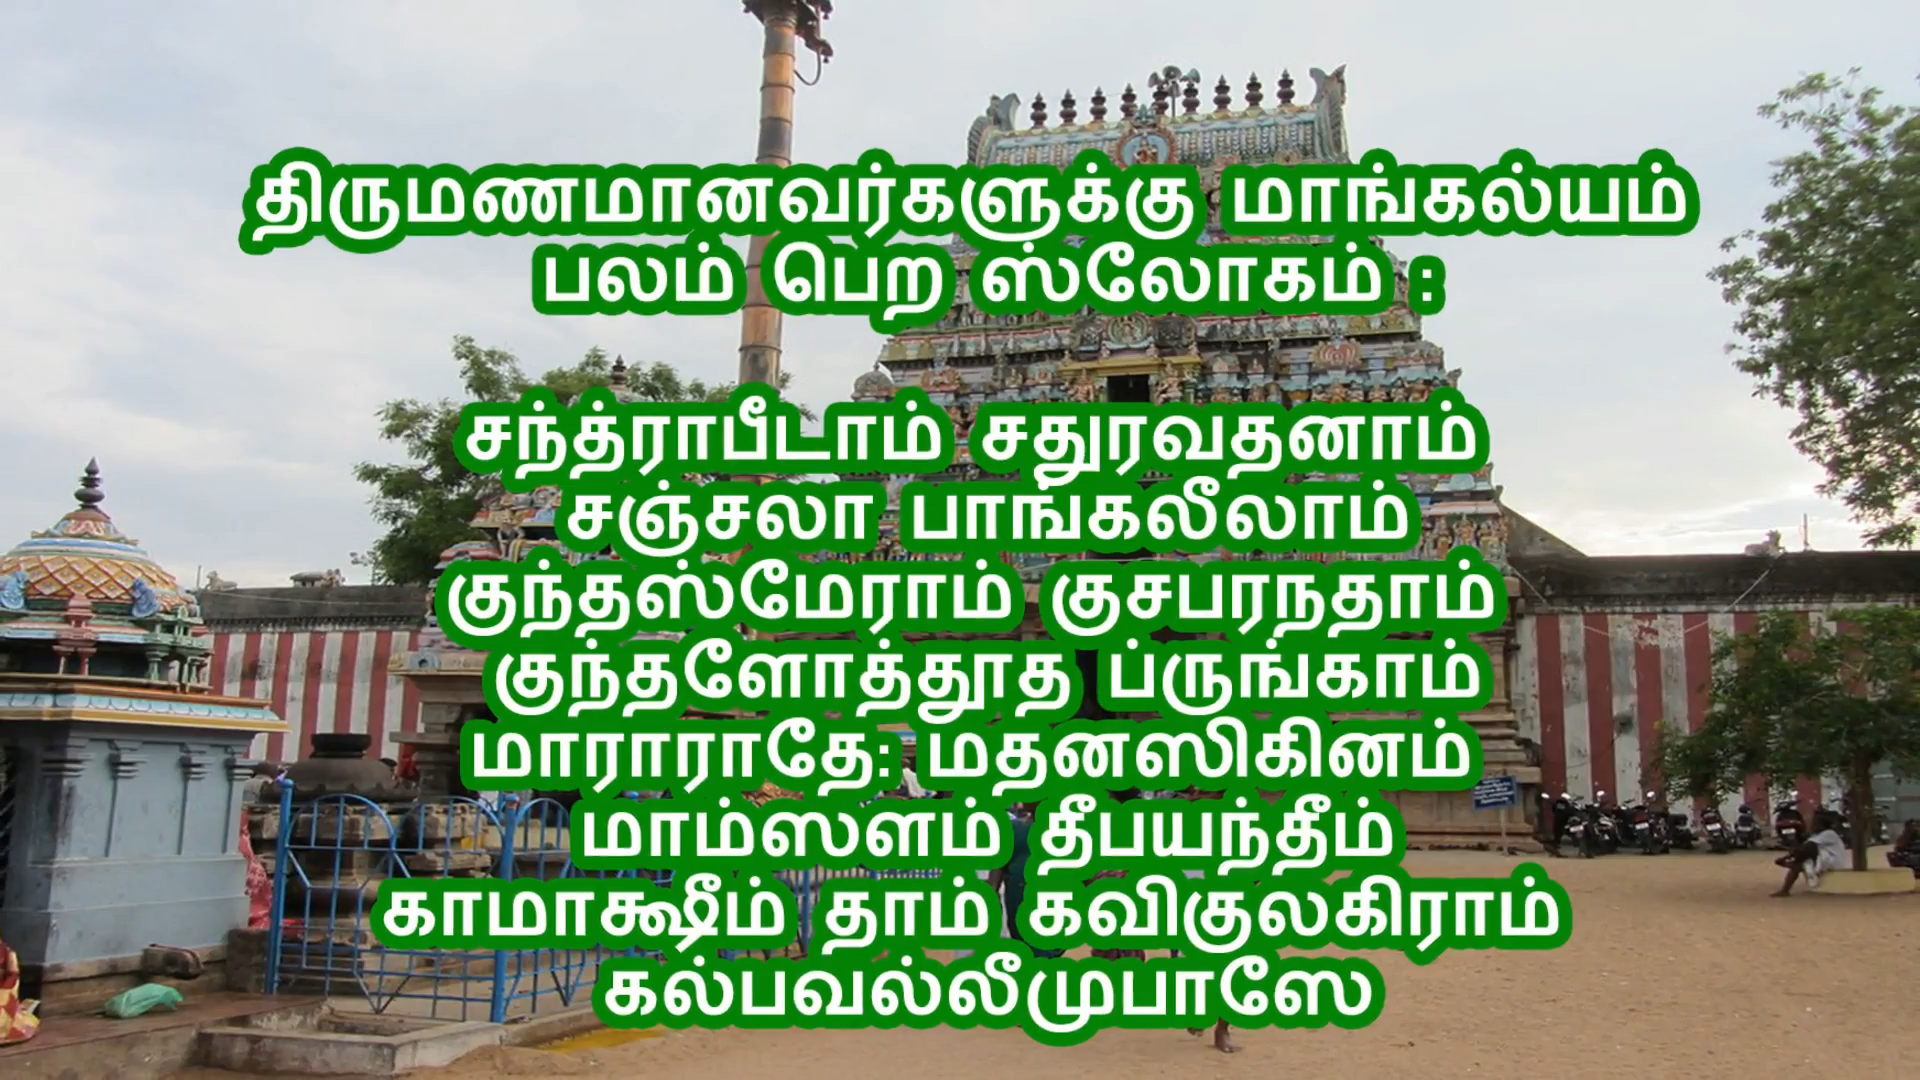 திருமணமானவர்களுக்கு மாங்கல்யம்
பலம் பெற ஸ்லோகம் :
சந்த்ராபீடாம் சதுரவதனாம்
சஞ்சலா பாங்கலீலாம்
குந்தஸ்மேராம் குசபரநதாம்
குந்தளோத்தூத ப்ருங்காம்
மாராராதே: மதனஸிகினம்
மாம்ஸளம் தீபயந்தீம்
காமாக்ஷீம் தாம் கவிகுலகிராம்
கல்பவல்லீமுபாஸே